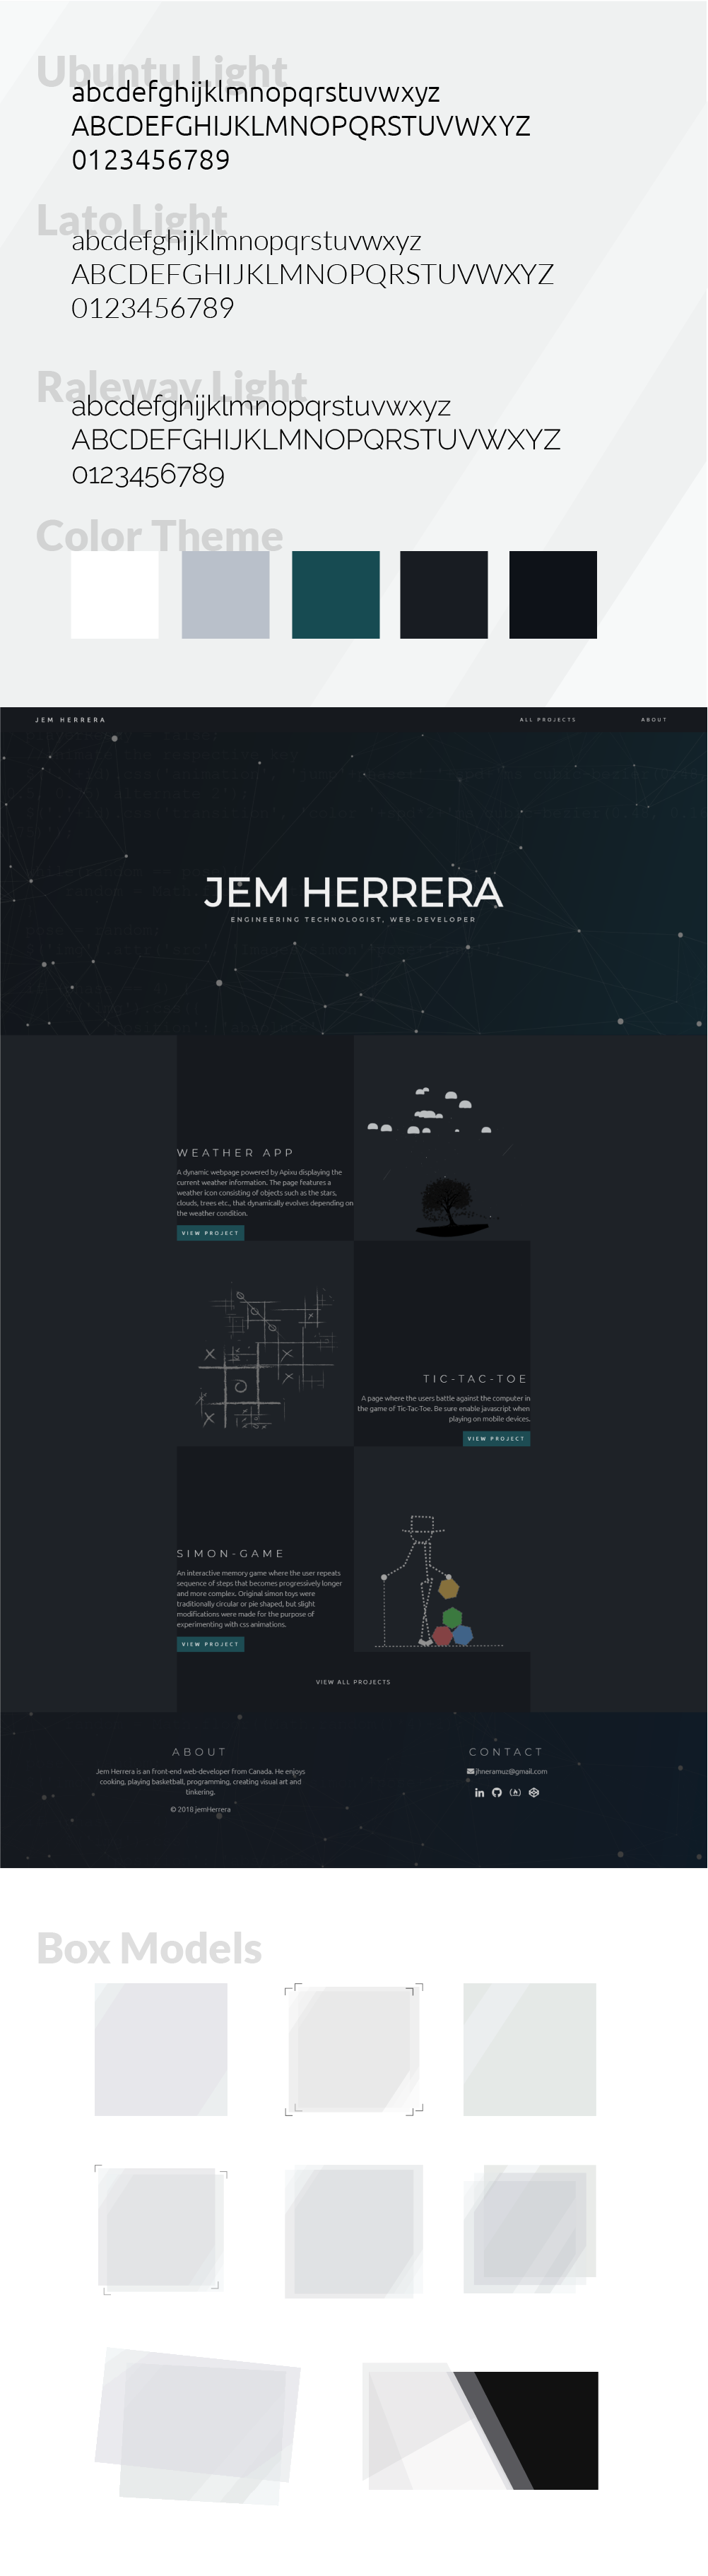 Ubuntu Light
abcdefghijklmnopqrstuvwxyz
ABCDEFGHIJKLMNOPQRSTUVWXYZ
0123456789
Lato Light
abcdefghijklmnopqrstuvwxyz
ABCDEFGHIJKLMNOPQRSTUVWXYZ
0123456789
Raleway Light
abcdefghijklmnopqrstuvwxyz
ABCDEFGHIJKLMNOPQRSTUVWXYZ
0123456789
Color Theme
JEM HERRERA
ALL PROJECTS
ABOUT
JEM HERRERA
ENGINEERING TECHNOLOGIST, WEB-DEVELOPER
WEATHER APP
A dynamic webpage powered by Apixu displaying the
current weather information. The page features a
weather icon consisting of objects such as the stars,
clouds, trees etc., that dynamically evolves depending on
the weather condition.
VIEW PROJECT
TIC-TAC-TOE
A page where the users battle against the computer in
the game of Tic-Tac-Toe. Be sure enable javascript when
playing on mobile devices.
VIEW PROJECT
SIMON-GAME
An interactive memory game where the user repeats
sequence of steps that becomes progressively longer
and more complex. Original simon toys were
traditionally circular or pie shaped, but slight
modifications were made for the purpose of
experimenting with css animations.
VIEW PROJECT
VIEW ALL PROJECTS
ABOUT
Jem Herrera is an front-end web-developer from Canada. He enjoys
cooking, playing basketball, programming, creating visual art and
tinkering.
© 2018 jemHerrera
CONTACT
jhneramuz@gmail.com
Box Models